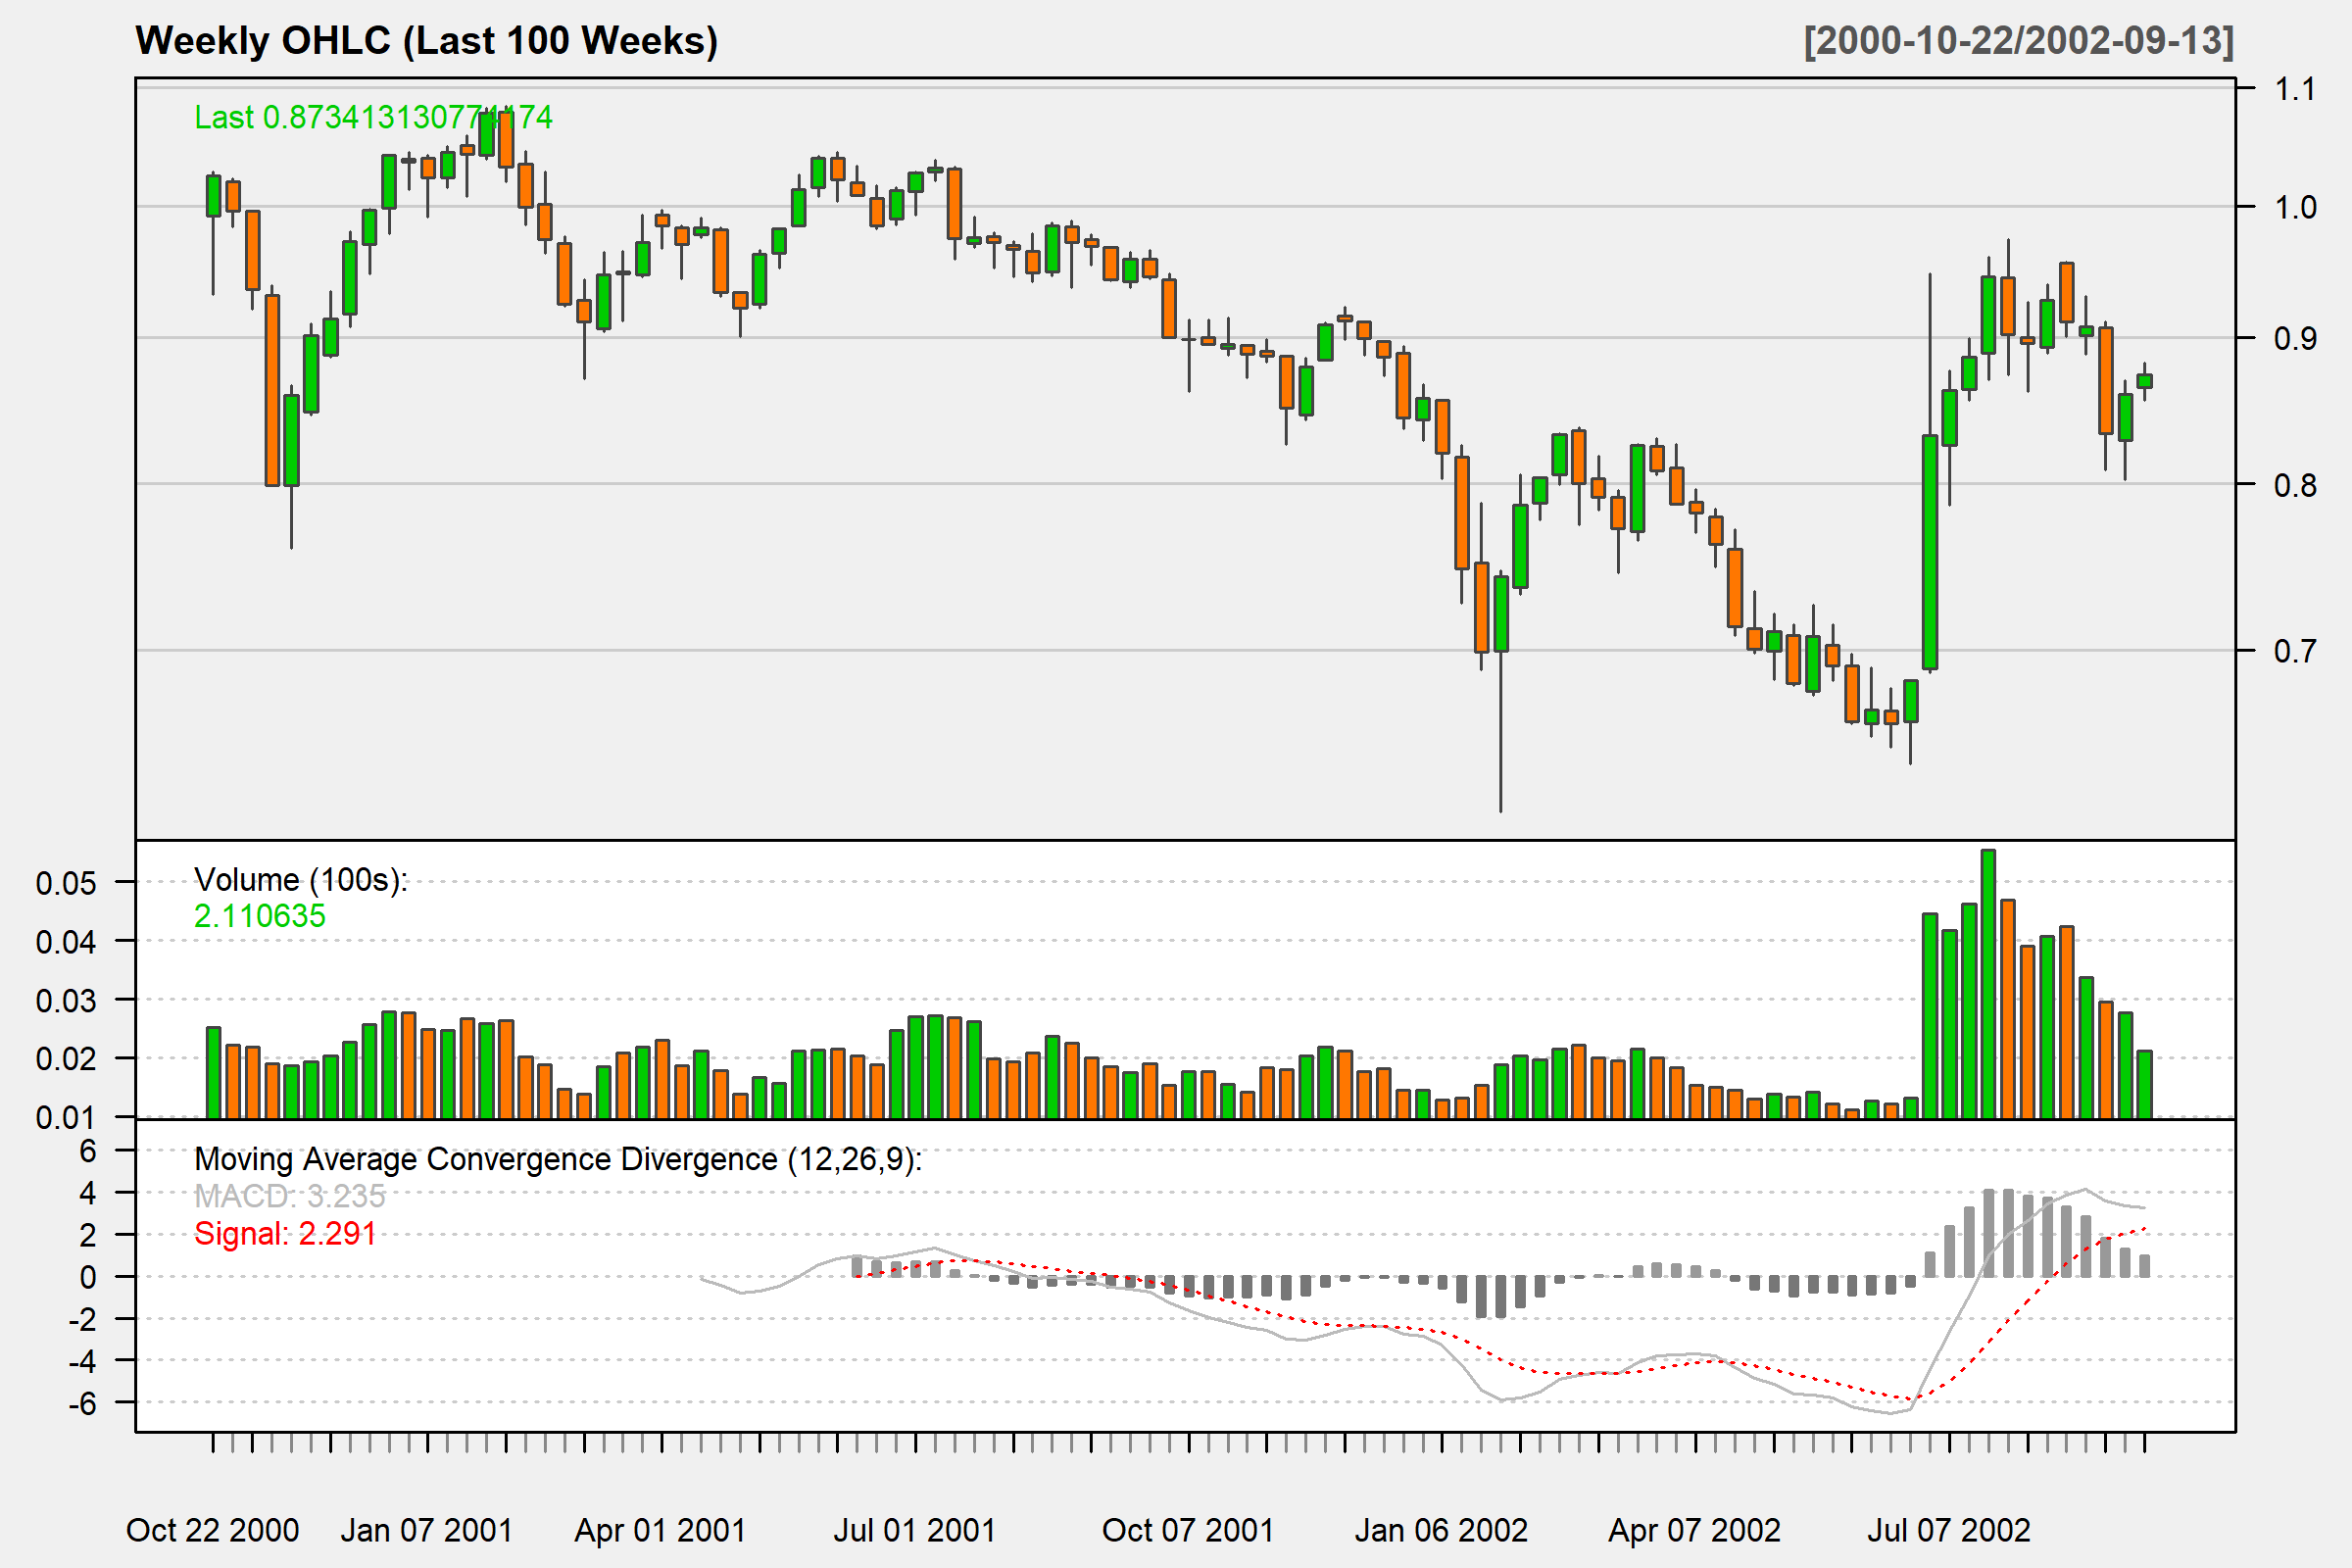 Weekly OHLC (Last 100 Weeks)
[2000-10-22/2002-09-13]
Last 0.873413130771174
1.1
1.0
0.9
0.8
0.7
Volume (100s):
2.110635
0.05
0.04
0.03
0.02
0.01
Moving Average Convergence Divergence (12,26,9):
MACD: 3.235
Signal: 2.291
6
4
2
0
-2
-4
-6
Oct 22 2000 Jan 07 2001 Apr 01 2001 Jul 01 2001 Oct 07 2001 Jan 06 2002 Apr 07 2002 Jul 07 2002